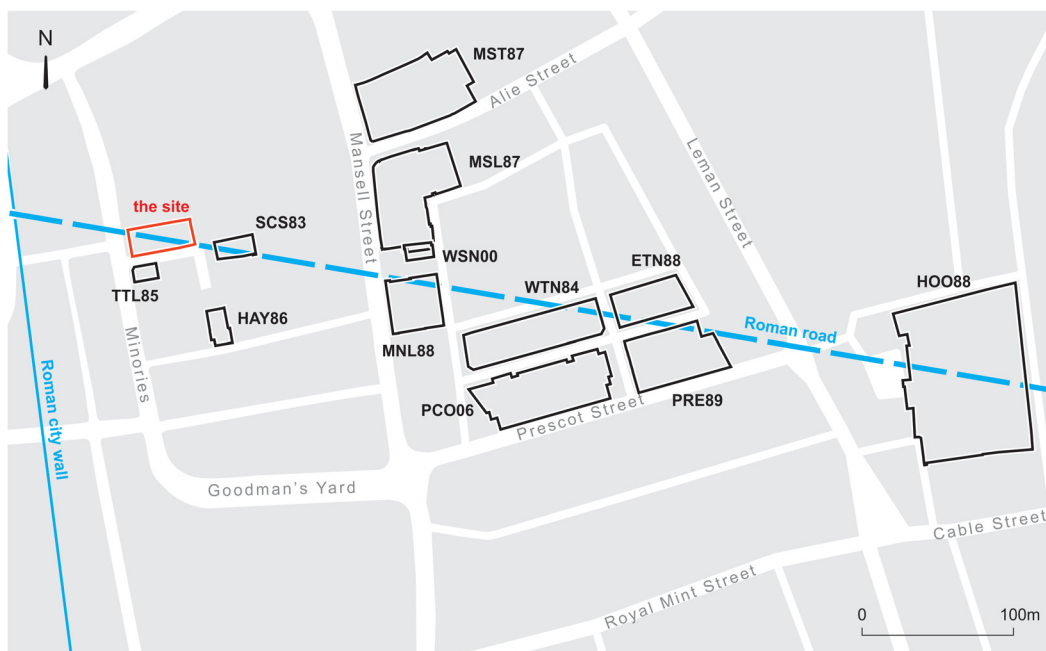 N
MST87
Alie Street
Mansell Street
MSL87
Leman Street
the site
SCS83
WSN00
ETN88
TTL85
WTN84
HOO88
HAY86
Minories
MNL88
Roman road
Roman city wall
PCO06
PRE89
Prescot Street
Goodman's Yard
Cable Street
Royal Mint Street
0 100m